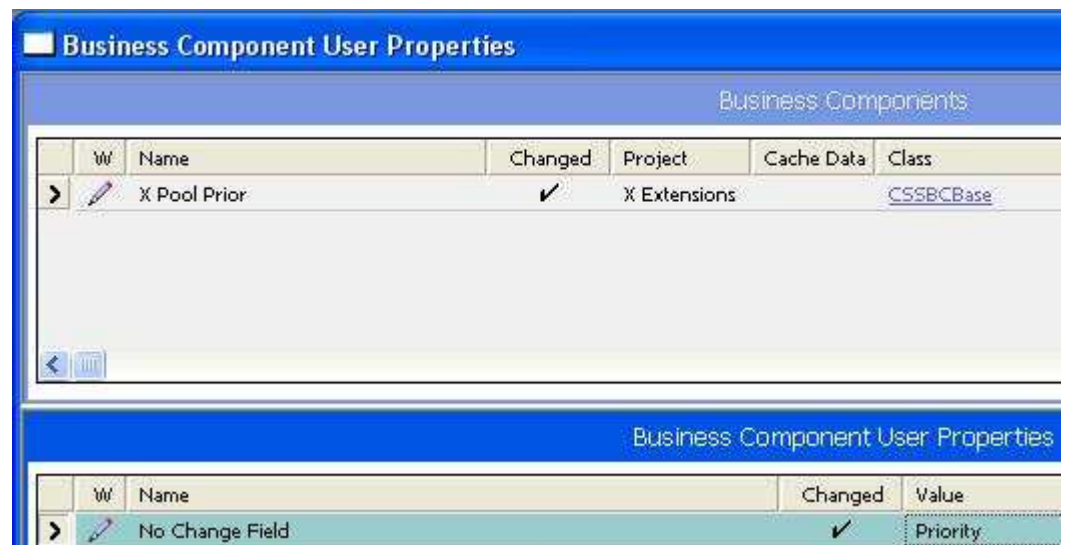 Business Component User Properties
Business Components
W Name Changed Project Cache Data Class
X Pool Prior X Extensions CSSBCBase
Business Component User Properties
W Name Changed Value
No Change Field Priority